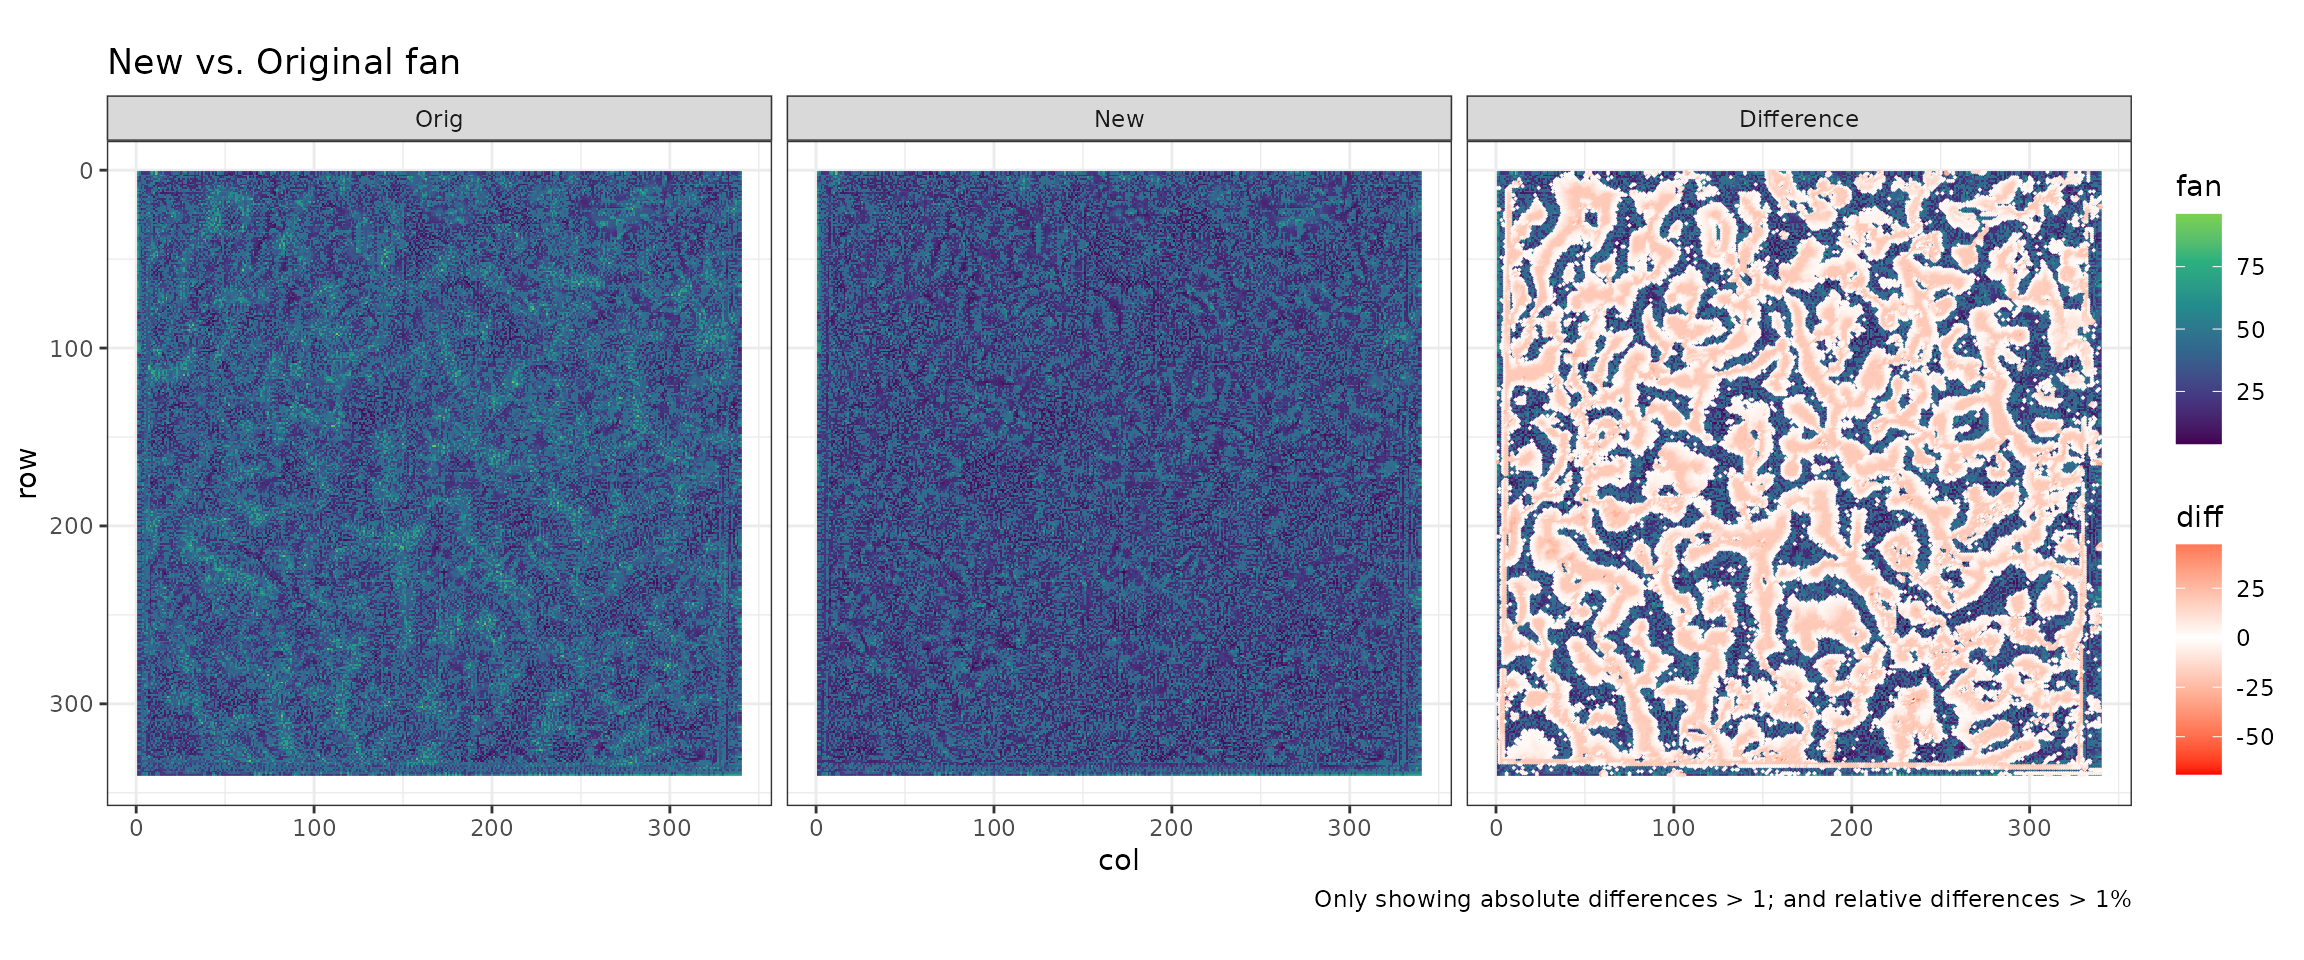 New vs. Original fan
Orig
New
Difference
0
100
200
300
row
0
100
200
300
0
100
200
300
0
100
200
300
col
fan
75
50
25
diff
25
0
-25
-50
Only showing absolute differences > 1; and relative differences > 1%